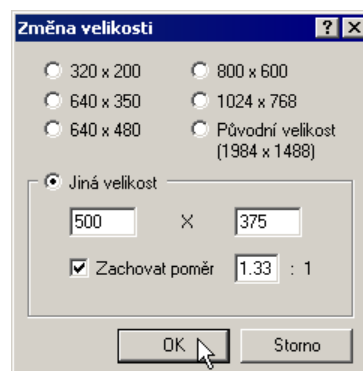 Změna velikosti
320 x 200
800 x 600
640 x 350
1024 x 768
640 x 480
Původní velikost
(1984 x 1488)
Jiná velikost
500 X 375
Zachovat poměr 1.33 : 1
OK Storno